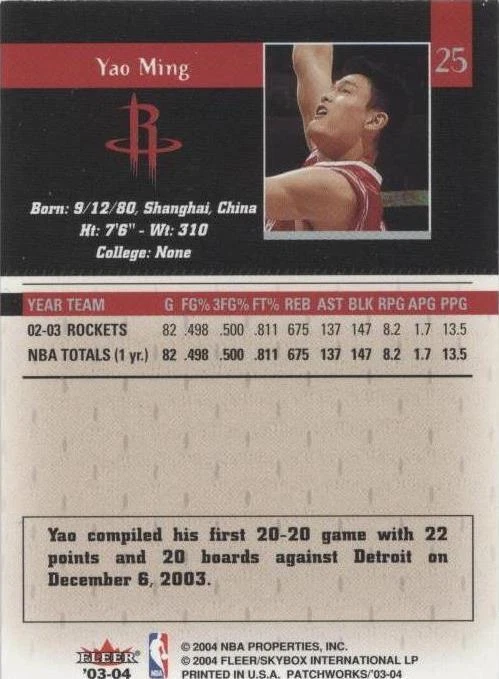 25
Yao Ming
R
Born: 9/12/80, Shanghai, China
Ht: 7'6" - Wt: 310
College: None
YEAR TEAM G FG% 3FG% FT% REB AST BLK RPG APG PPG
02-03 ROCKETS 82 .498 .500 .811 675 137 147 8.2 1.7 13.5
NBA TOTALS (1 yr.) 82 .498 .500 .811 675 137 147 8.2 1.7 13.5
Yao compiled his first 20-20 game with 22
points and 20 boards against Detroit on
December 6, 2003.
FLEER
'03-04
NBA
© 2004 NBA PROPERTIES, INC.
© 2004 FLEER/SKYBOX INTERNATIONAL LP
PRINTED IN U.S.A. PATCHWORKS/'03-04